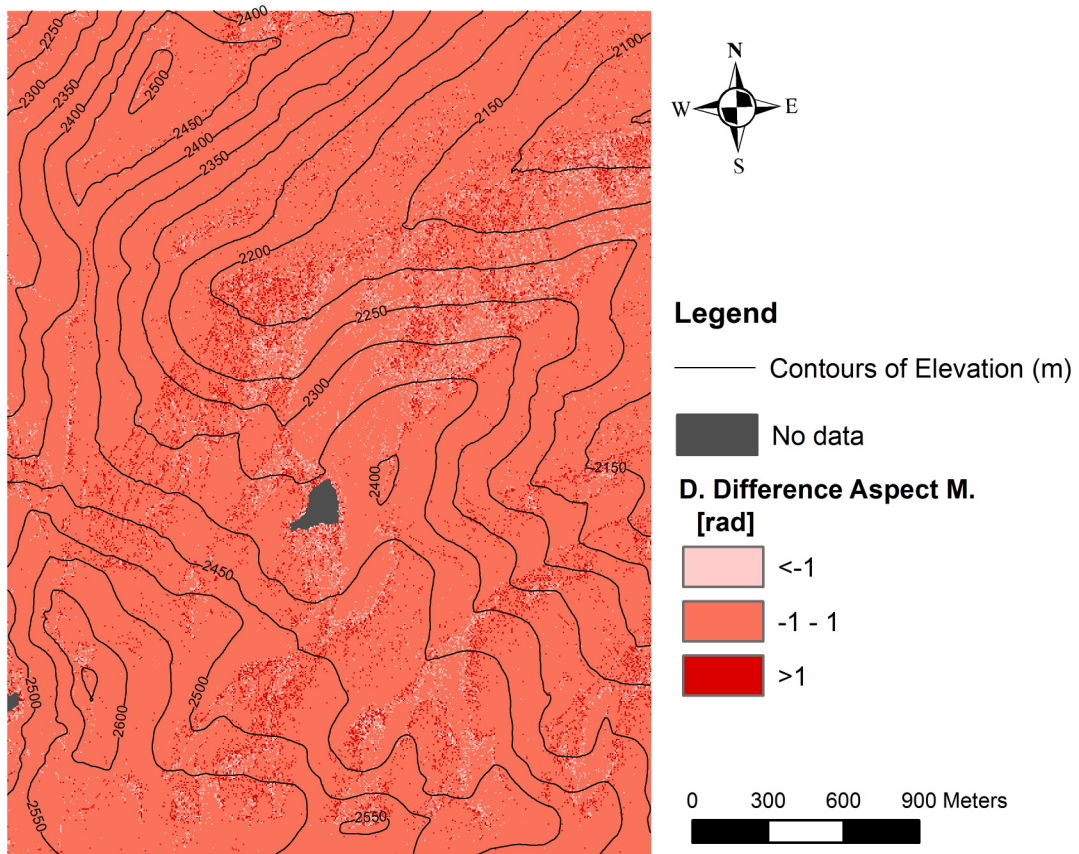 2400
2250
2300
2350
2400
2500
2450
2400
2350
2100
2150
2200
2250
2300
2400
2150
2450
2500
2500
2600
2550
2550
N
W
E
S
Legend
Contours of Elevation (m)
No data
D. Difference Aspect M.
[rad]
<-1
-1 - 1
>1
0 300 600 900 Meters